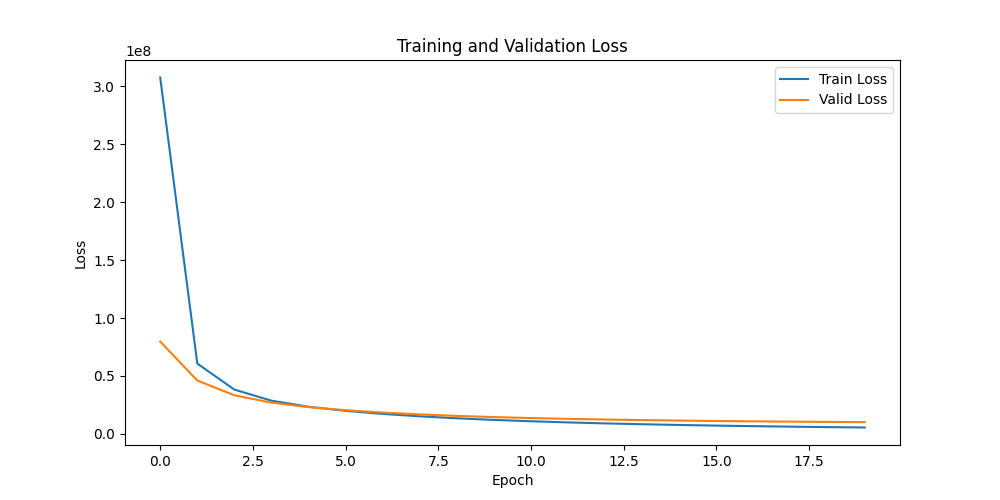 Training and Validation Loss
1e8
3.0
2.5
2.0
1.5
1.0
0.5
0.0
Loss
Train Loss
Valid Loss
0.0 2.5 5.0 7.5 10.0 12.5 15.0 17.5
Epoch